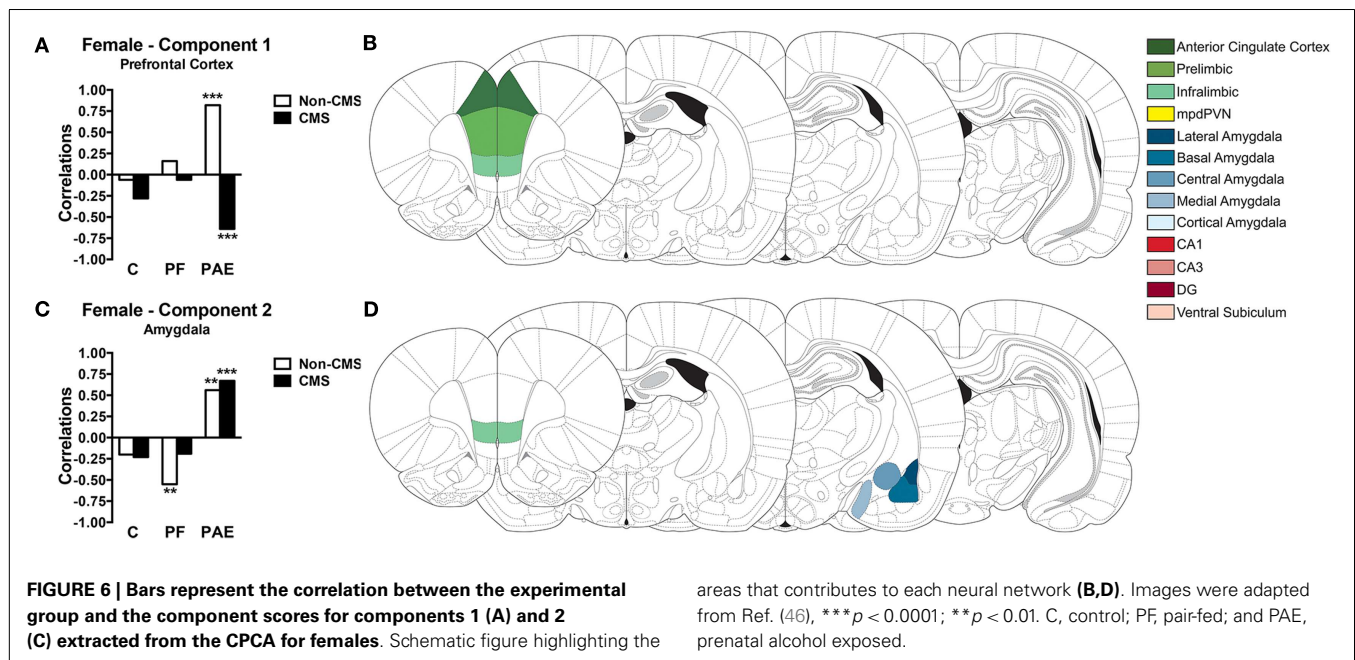 A
Female - Component 1
Prefrontal Cortex
1.00
0.75
0.50
0.25
0.00
-0.25
-0.50
-0.75
-1.00
Correlations
***
***
C PF PAE
Non-CMS
CMS
B
Anterior Cingulate Cortex
Prelimbic
Infralimbic
mpdPVN
Lateral Amygdala
Basal Amygdala
Central Amygdala
Medial Amygdala
Cortical Amygdala
CA1
CA3
DG
Ventral Subiculum
C
Female - Component 2
Amygdala
1.00
0.75
0.50
0.25
0.00
-0.25
-0.50
-0.75
-1.00
Correlations
**
**
***
C PF PAE
Non-CMS
CMS
D
FIGURE 6 | Bars represent the correlation between the experimental
group and the component scores for components 1 (A) and 2
(C) extracted from the CPCA for females. Schematic figure highlighting the
areas that contributes to each neural network (B,D). Images were adapted
from Ref. (46), ***p < 0.0001; **p < 0.01. C, control; PF, pair-fed; and PAE,
prenatal alcohol exposed.